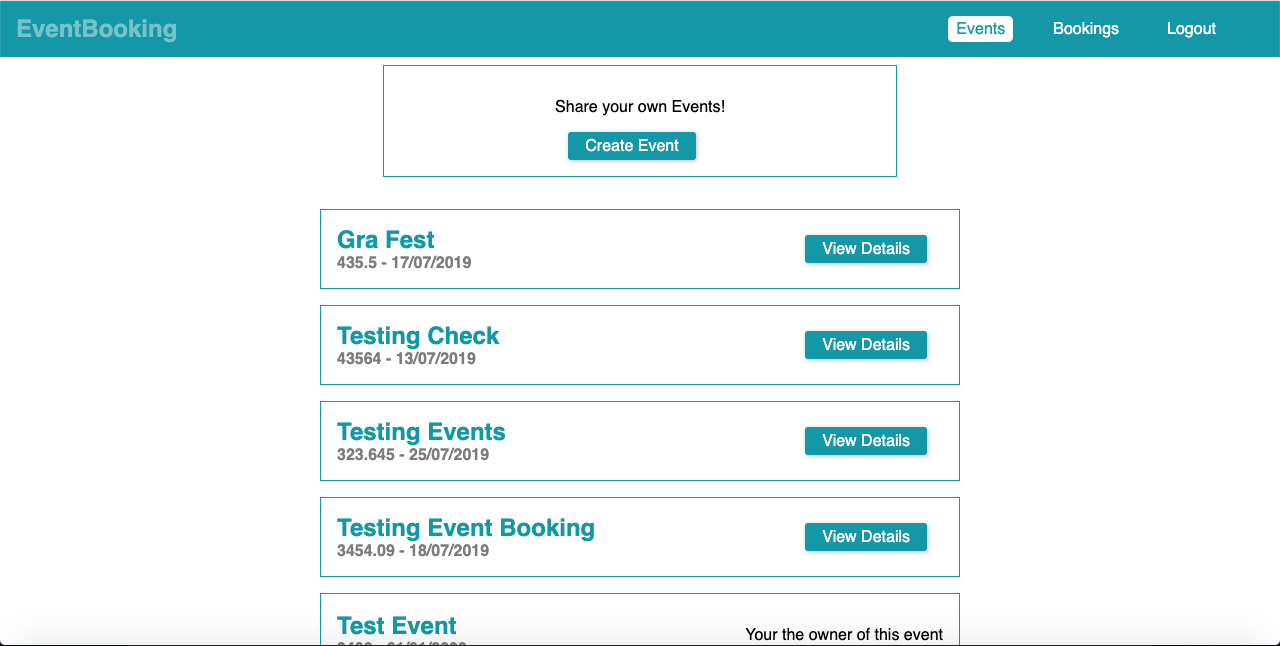 EventBooking
Events
Bookings
Logout
Share your own Events!
Create Event
Gra Fest
435.5 - 17/07/2019
View Details
Testing Check
43564 - 13/07/2019
View Details
Testing Events
323.645 - 25/07/2019
View Details
Testing Event Booking
3454.09 - 18/07/2019
View Details
Test Event
Your the owner of this event